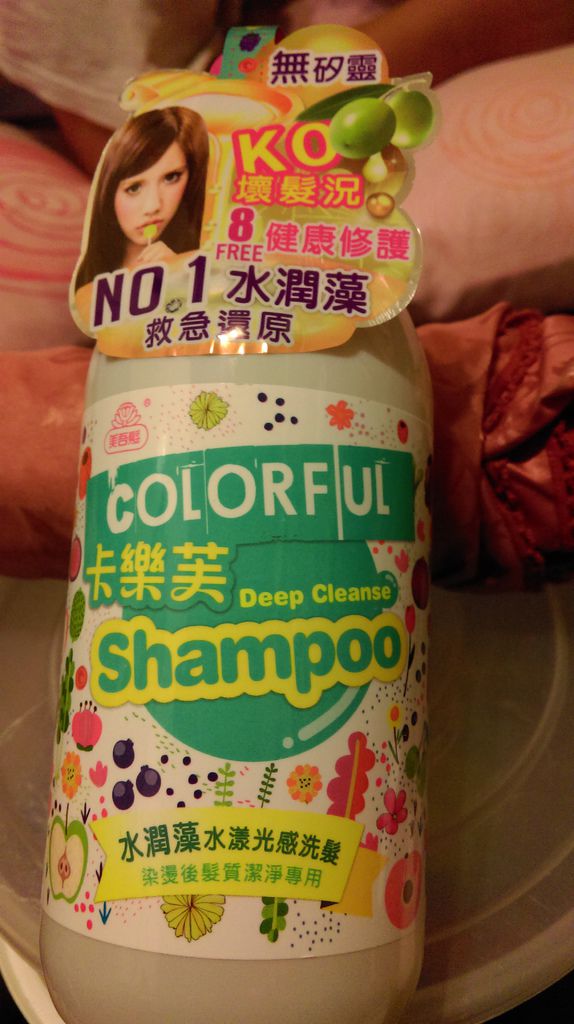 無矽靈
KO
壞髮況
8
FREE
健康修護
NO.1水潤藻
救急還原
美吾髮®
COLORFUL
卡樂芙
Deep Cleanse
Shampoo
水潤藻水漾光感洗髮
染燙後髮質潔淨專用